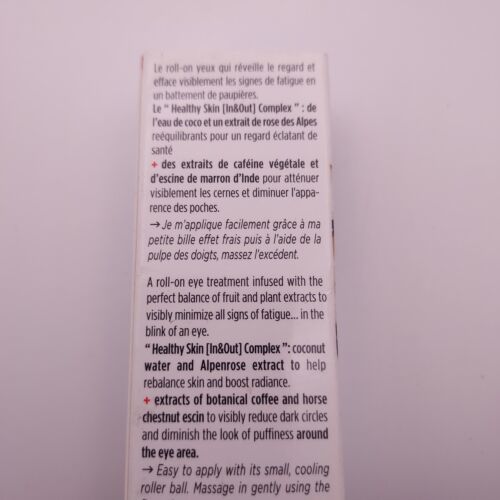 Le roll-on yeux qui réveille le regard et
efface visiblement les signes de fatigue en
un battement de paupières.
Le “ Healthy Skin [In&Out] Complex ” : de
l'eau de coco et un extrait de rose des Alpes
rééquilibrants pour un regard éclatant de
santé
+ des extraits de caféine végétale et
d'escine de marron d'Inde pour atténuer
visiblement les cernes et diminuer l'appa-
rence des poches.
→ Je m'applique facilement grâce à ma
petite bille effet frais puis à l'aide de la
pulpe des doigts, massez l'excédent.
A roll-on eye treatment infused with the
perfect balance of fruit and plant extracts to
visibly minimize all signs of fatigue... in the
blink of an eye.
“ Healthy Skin [In&Out] Complex ”: coconut
water and Alpenrose extract to help
rebalance skin and boost radiance.
+ extracts of botanical coffee and horse
chestnut escin to visibly reduce dark circles
and diminish the look of puffiness around
the eye area.
→ Easy to apply with its small, cooling
roller ball. Massage in gently using the